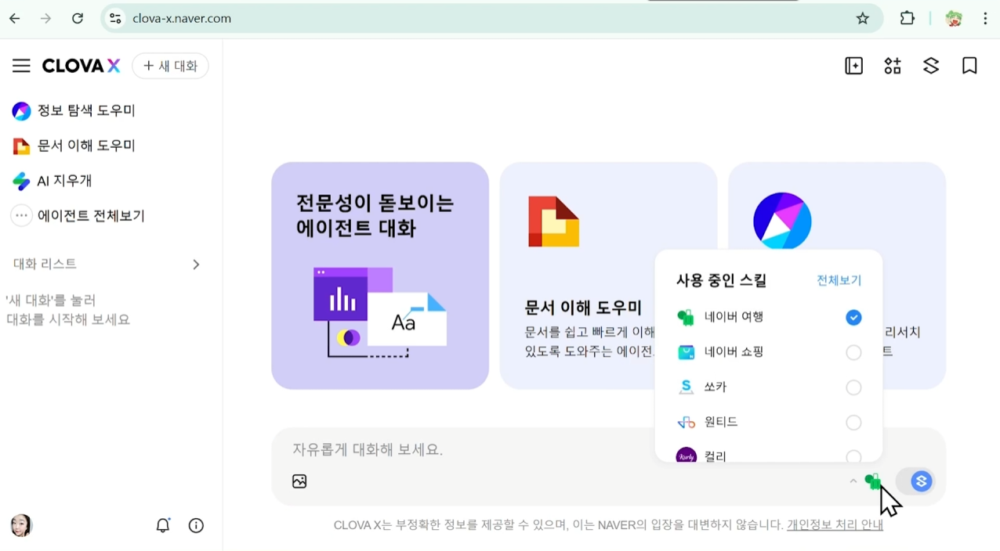 clova-x.naver.com
CLOVA X
+ 새 대화
정보 탐색 도우미
문서 이해 도우미
AI 지우개
에이전트 전체보기
대화 리스트
'새 대화'를 눌러
대화를 시작해 보세요
전문성이 돋보이는
에이전트 대화
Aa
문서 이해 도우미
문서를 쉽고 빠르게 이해
있도록 도와주는 에이전
리서치
트
사용 중인 스킬
전체보기
네이버 여행
네이버 쇼핑
S
쏘카
원티드
Kurly
컬리
자유롭게 대화해 보세요.
CLOVA X는 부정확한 정보를 제공할 수 있으며, 이는 NAVER의 입장을 대변하지 않습니다. 개인정보 처리 안내